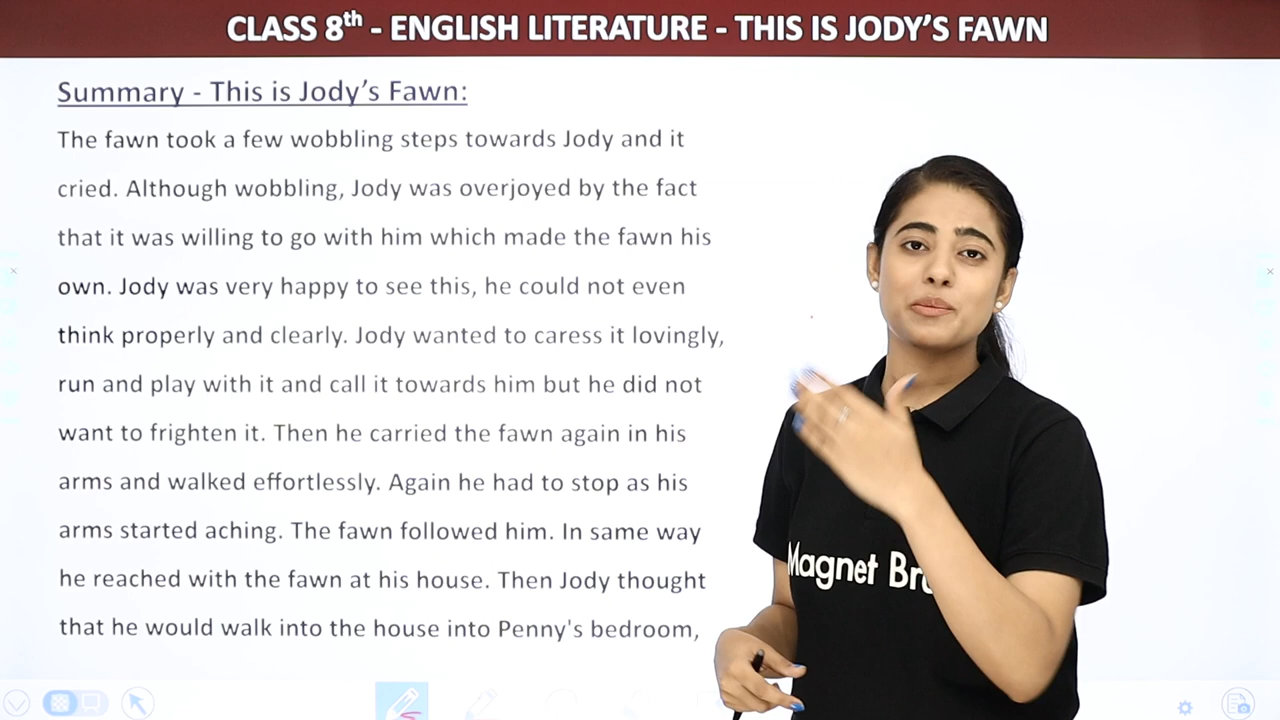 CLASS 8th - ENGLISH LITERATURE - THIS IS JODY'S FAWN
Summary - This is Jody's Fawn:
The fawn took a few wobbling steps towards Jody and it
cried. Although wobbling, Jody was overjoyed by the fact
that it was willing to go with him which made the fawn his
own. Jody was very happy to see this, he could not even
think properly and clearly. Jody wanted to caress it lovingly,
run and play with it and call it towards him but he did not
want to frighten it. Then he carried the fawn again in his
arms and walked effortlessly. Again he had to stop as his
arms started aching. The fawn followed him. In same way
he reached with the fawn at his house. Then Jody thought
that he would walk into the house into Penny's bedroom,
Magnet Br